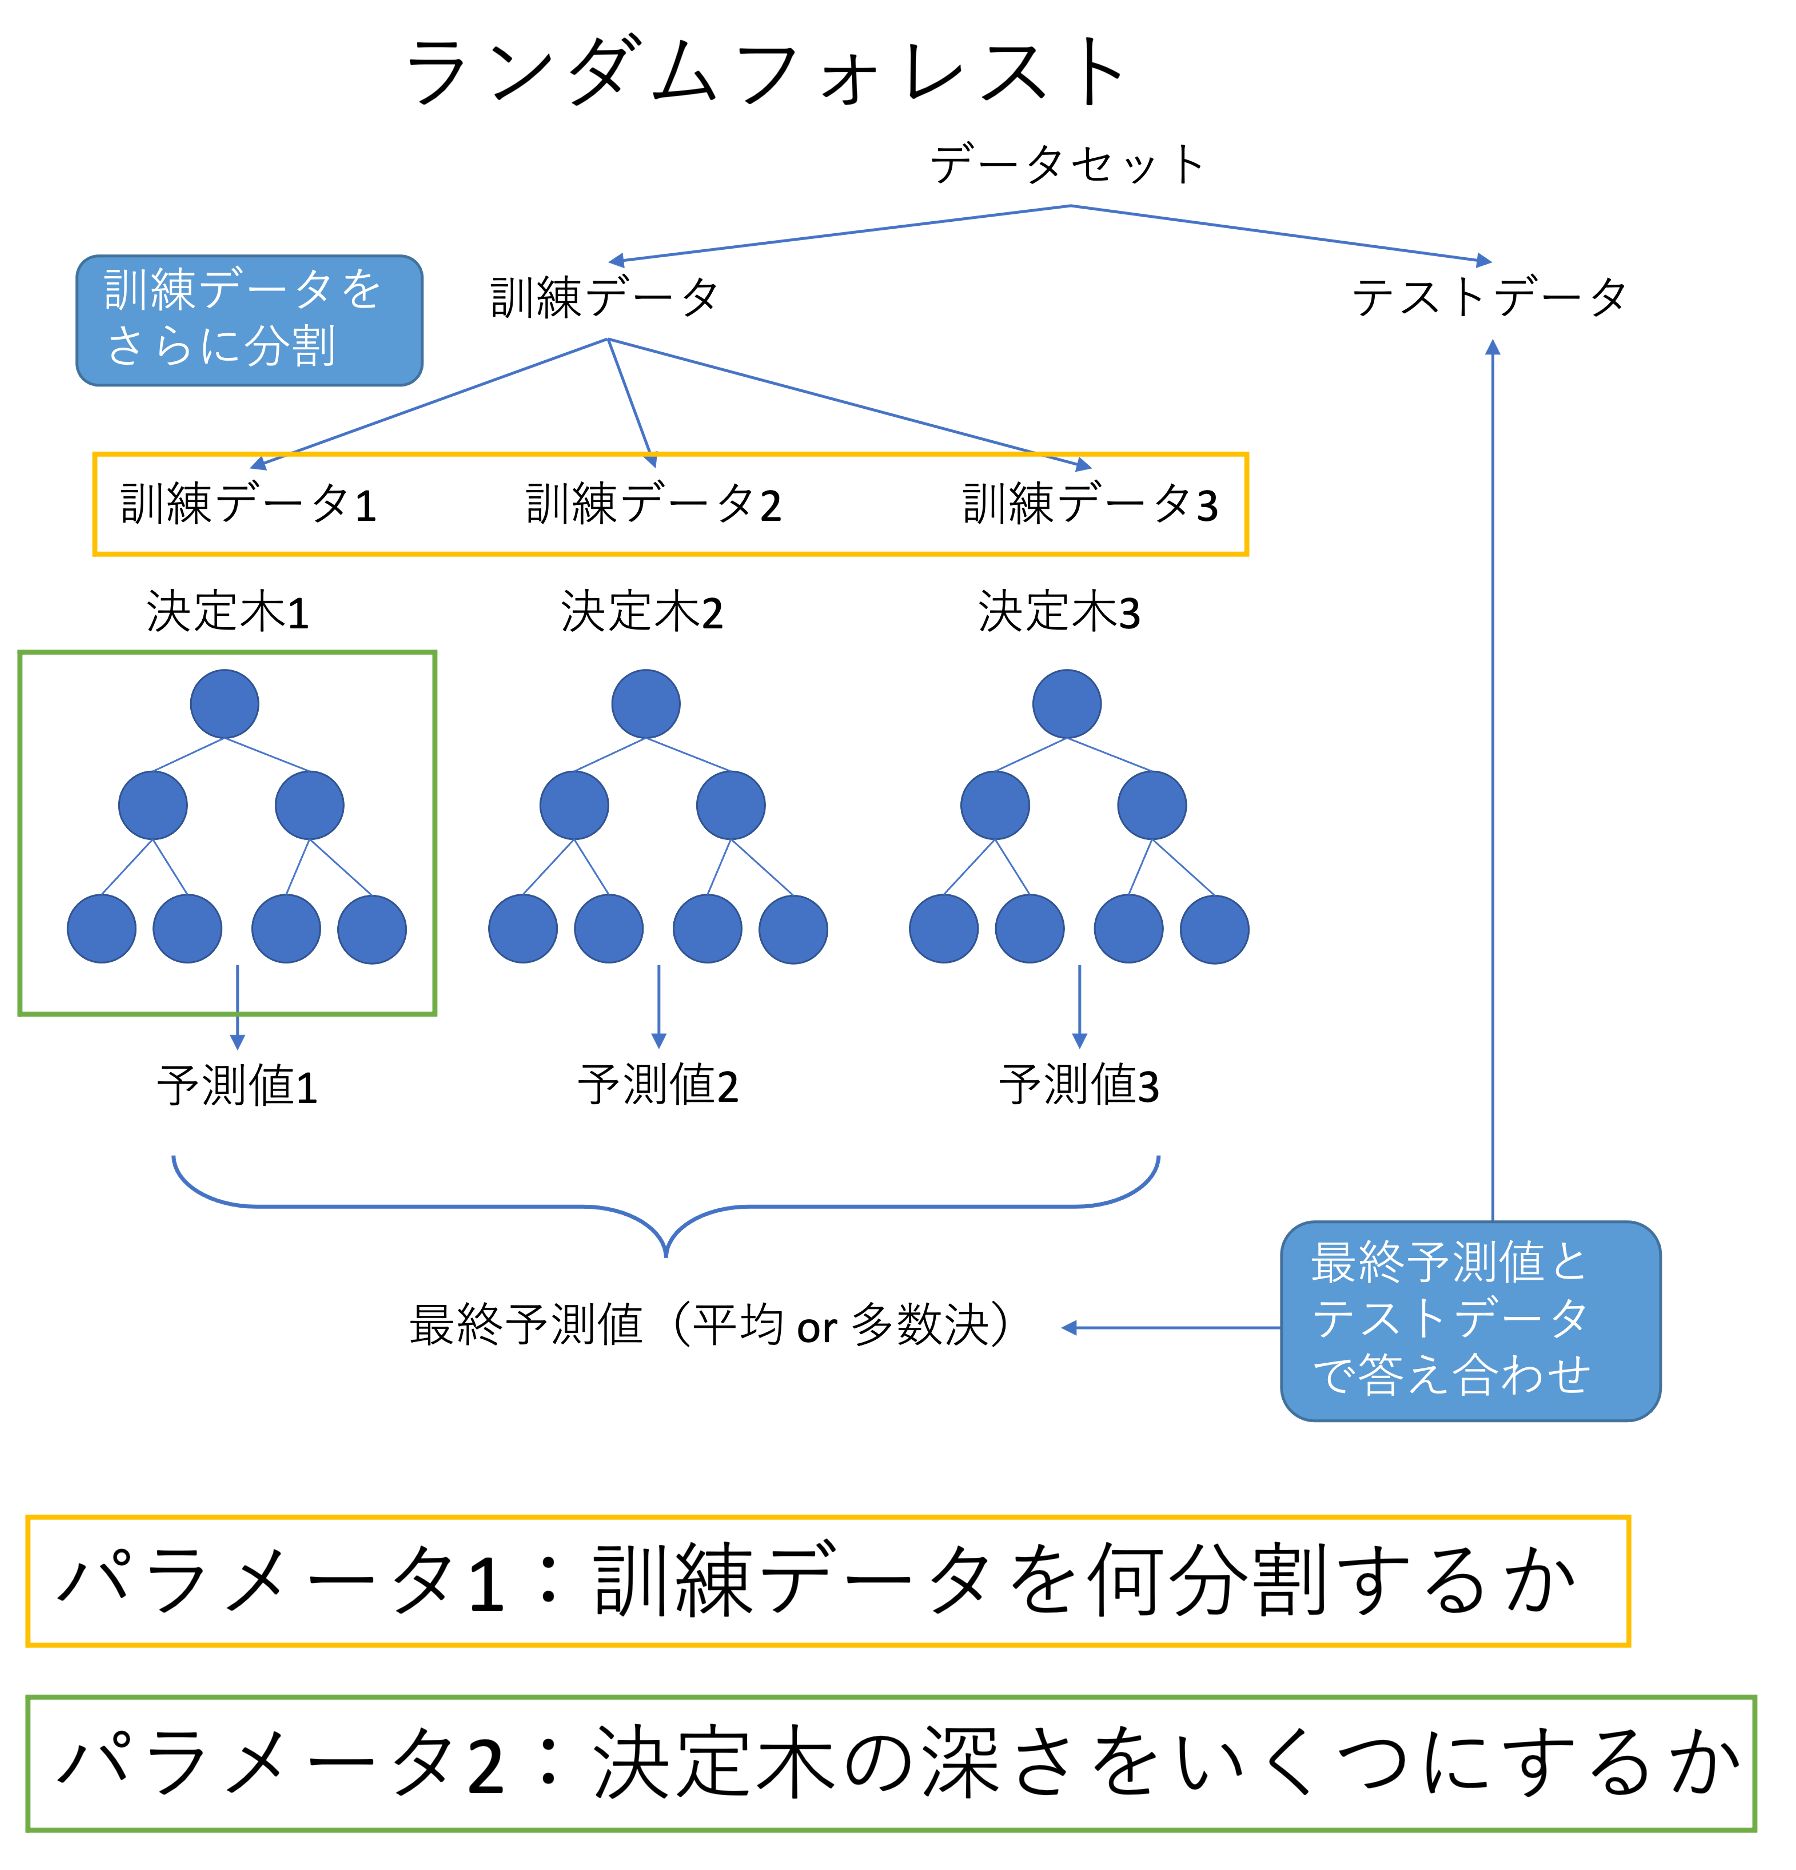 ランダムフォレスト
データセット
訓練データを
さらに分割
訓練データ
テストデータ
訓練データ1
訓練データ2
訓練データ3
決定木1
決定木2
決定木3
予測値1
予測値2
予測値3
最終予測値（平均 or 多数決）
最終予測値と
テストデータ
で答え合わせ
パラメータ1：訓練データを何分割するか
パラメータ2：決定木の深さをいくつにするか